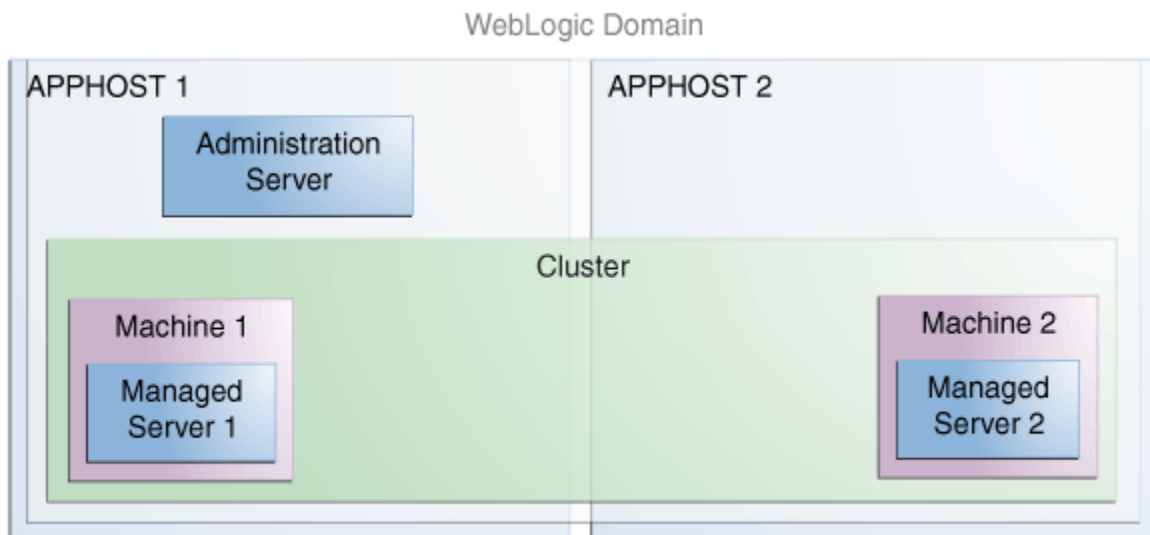 WebLogic Domain
APPHOST 1
APPHOST 2
Administration
Server
Cluster
Machine 1
Managed
Server 1
Machine 2
Managed
Server 2